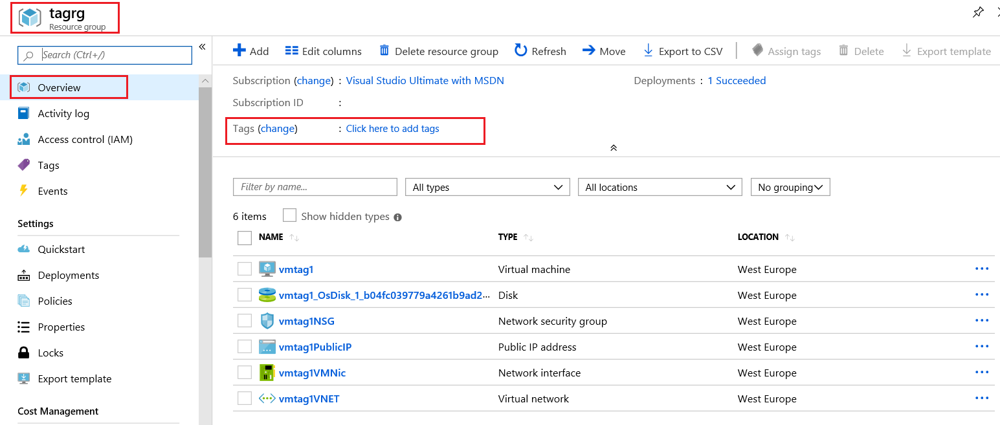 tagrg
Resource group
Search (Ctrl+/)
Overview
Activity log
Access control (IAM)
Tags
Events
Settings
Quickstart
Deployments
Policies
Properties
Locks
Export template
Cost Management
Add Edit columns Delete resource group Refresh Move Export to CSV Assign tags Delete Export template
Subscription (change) : Visual Studio Ultimate with MSDN Deployments : 1 Succeeded
Subscription ID :
Tags (change) : Click here to add tags
Filter by name... All types All locations No grouping
6 items Show hidden types
NAME TYPE LOCATION
vmtag1 Virtual machine West Europe
vmtag1_OsDisk_1_b04fc039779a4261b9ad2... Disk West Europe
vmtag1NSG Network security group West Europe
vmtag1PublicIP Public IP address West Europe
vmtag1VMNic Network interface West Europe
vmtag1VNET Virtual network West Europe